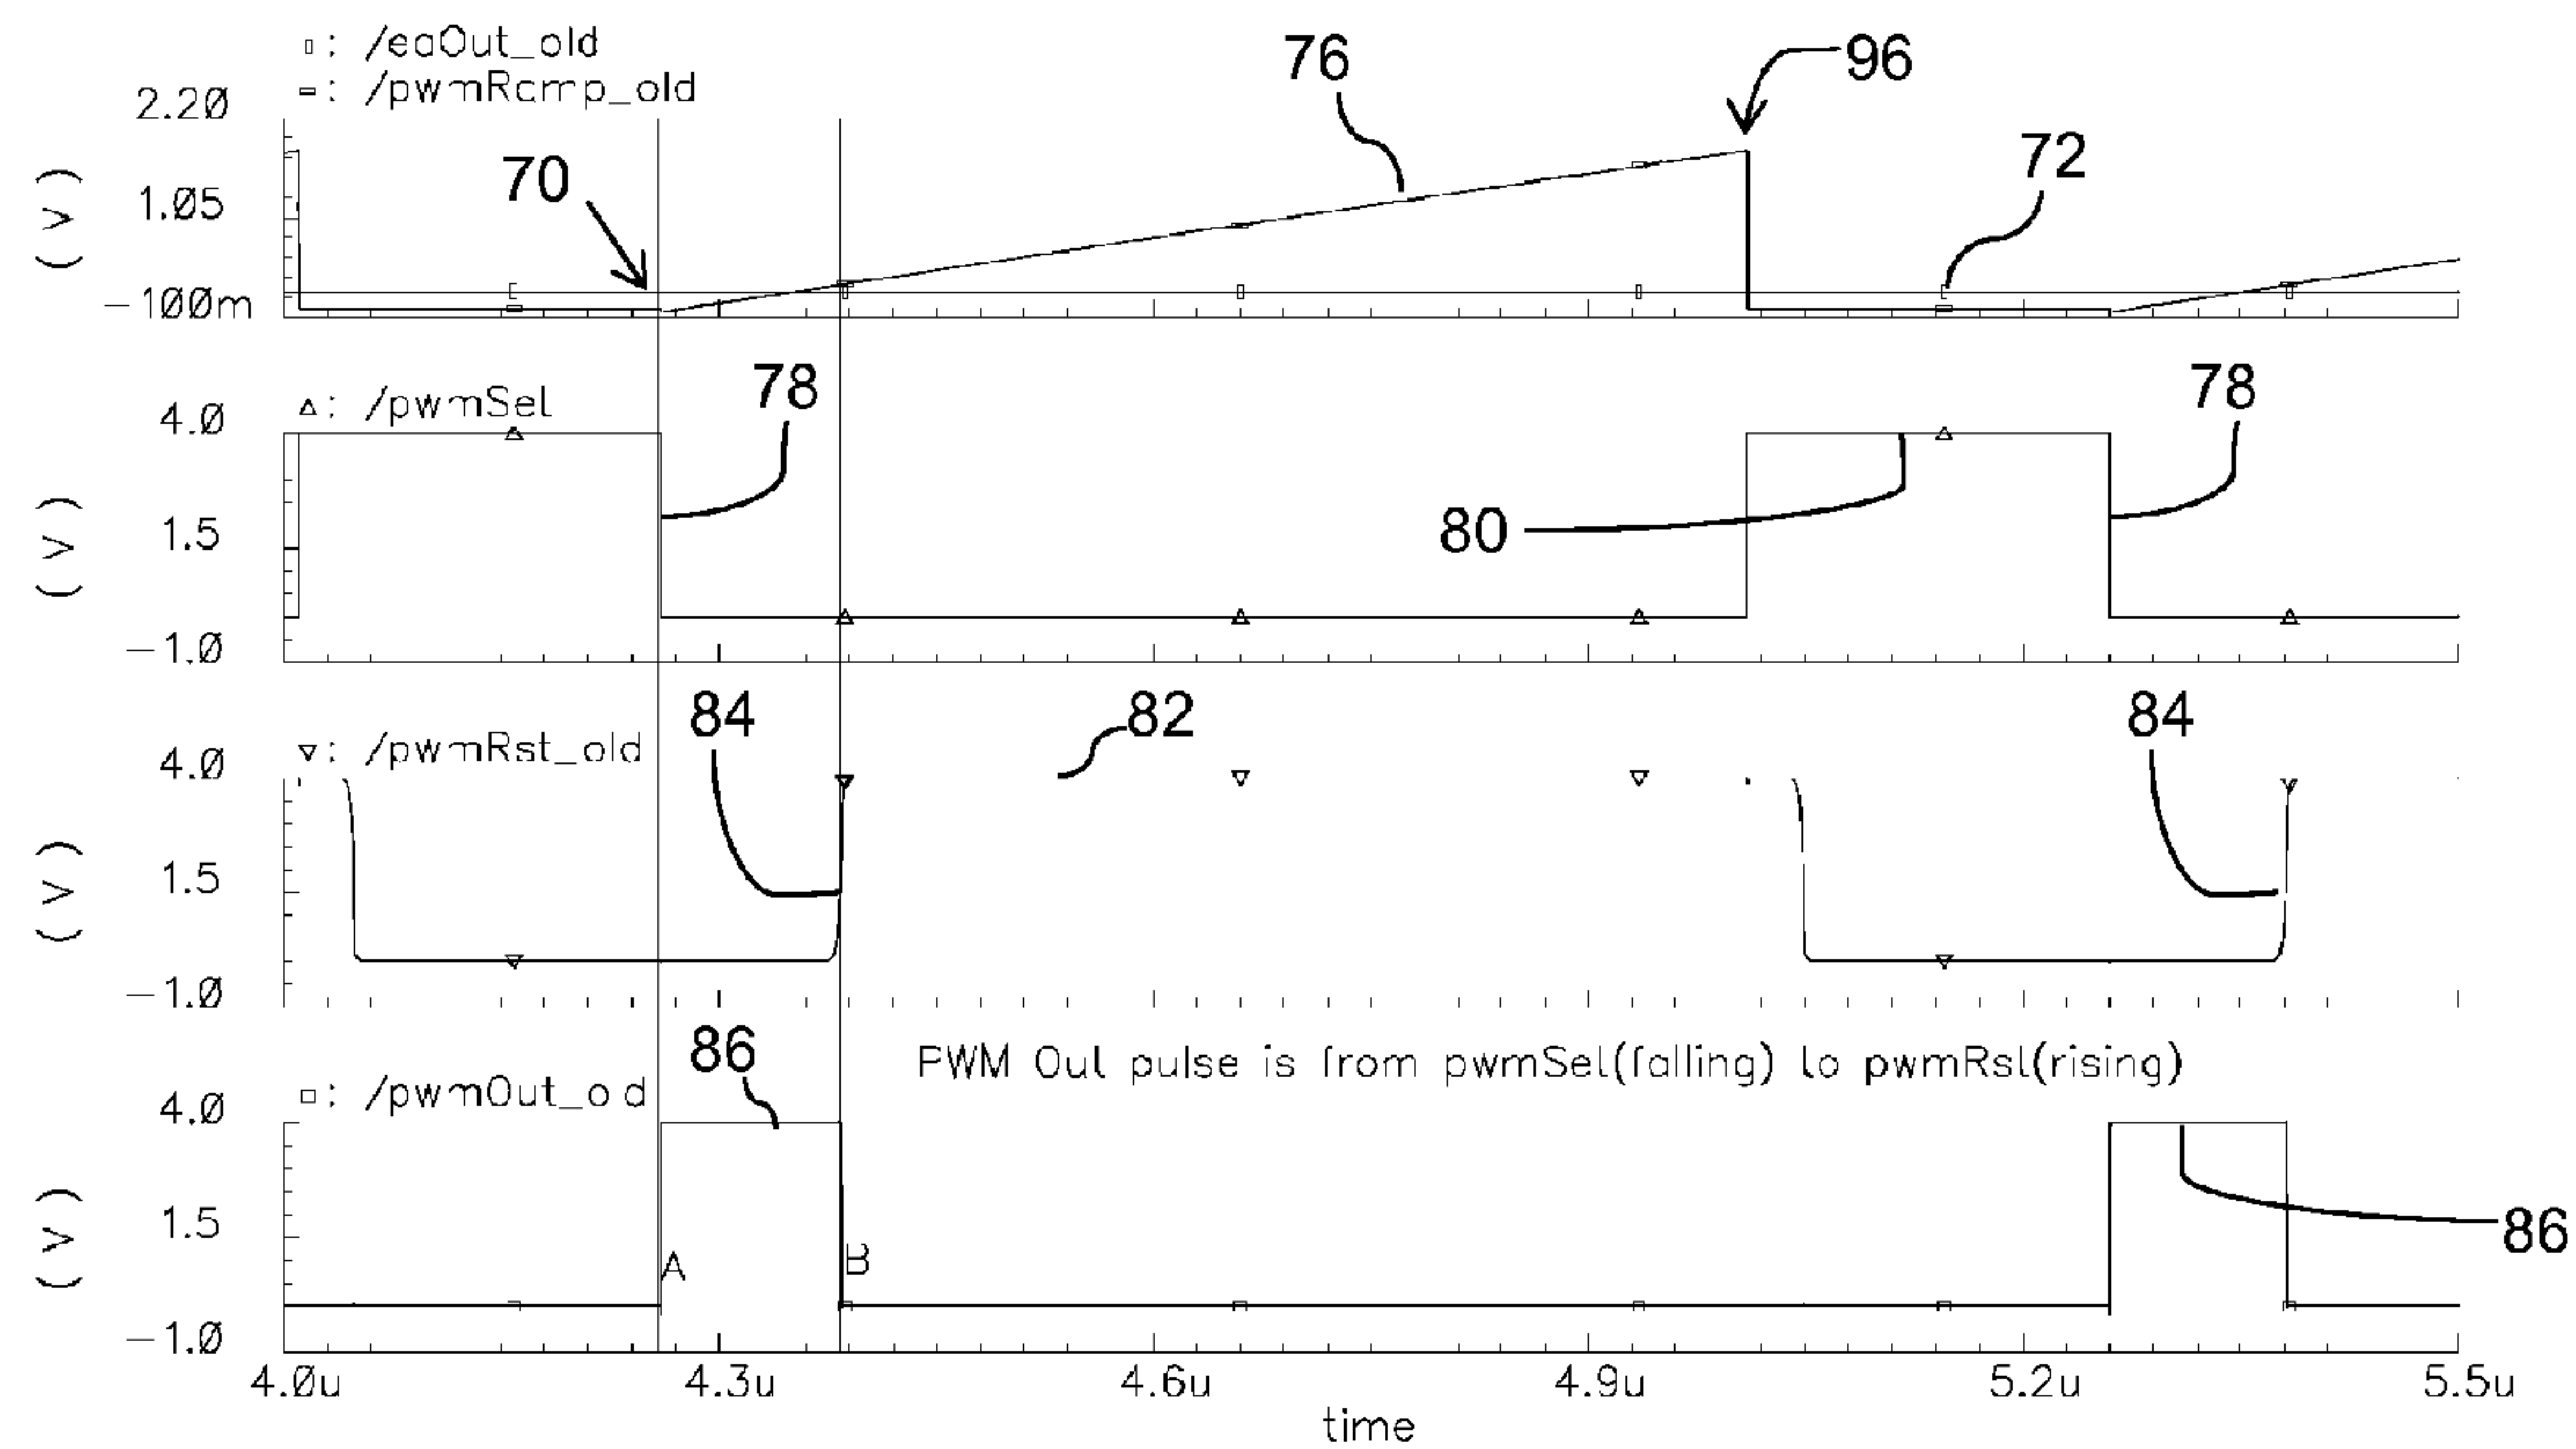 ▯: /eaOut_old
▭: /pwmRamp_old
76
96
2.20
1.05
-100m
(V)
70
72
△: /pwmSet
78
78
80
4.0
1.5
-1.0
(V)
84
82
84
▽: /pwmRst_old
4.0
1.5
-1.0
(V)
86
PWM Out pulse is from pwmSet(falling) to pwmRst(rising)
□: /pwmOut_o d
4.0
1.5
-1.0
(V)
A
B
86
4.0u 4.3u 4.6u 4.9u 5.2u 5.5u
time